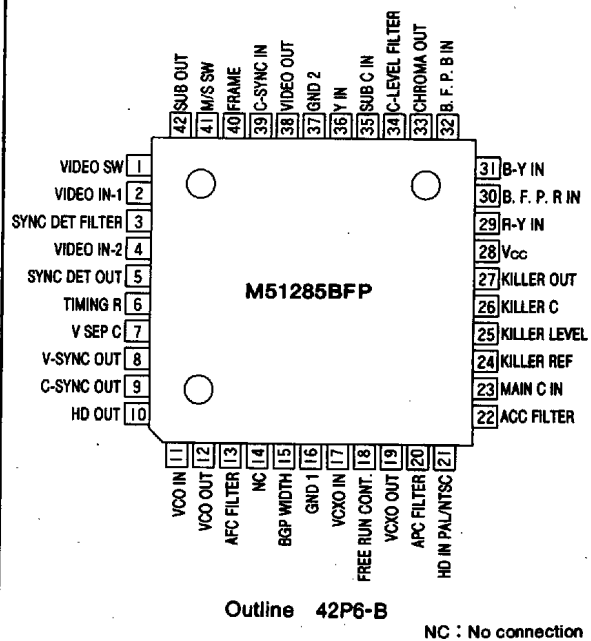 42 SUB OUT
41 M/S SW
40 FRAME
39 C-SYNC IN
38 VIDEO OUT
37 GND 2
36 Y IN
35 SUB C IN
34 C-LEVEL FILTER
33 CHROMA OUT
32 B. F. P. B IN
VIDEO SW 1
VIDEO IN-1 2
SYNC DET FILTER 3
VIDEO IN-2 4
SYNC DET OUT 5
TIMING R 6
V SEP C 7
V-SYNC OUT 8
C-SYNC OUT 9
HD OUT 10
M51285BFP
31 B-Y IN
30 B. F. P. R IN
29 R-Y IN
28 Vcc
27 KILLER OUT
26 KILLER C
25 KILLER LEVEL
24 KILLER REF
23 MAIN C IN
22 ACC FILTER
VCO IN 11
VCO OUT 12
AFC FILTER 13
NC 14
BGP WIDTH 15
GND 1 16
VCXO IN 17
FREE RUN CONT. 18
VCXO OUT 19
APC FILTER 20
HD IN PAL/NTSC 21
Outline 42P6-B
NC : No connection